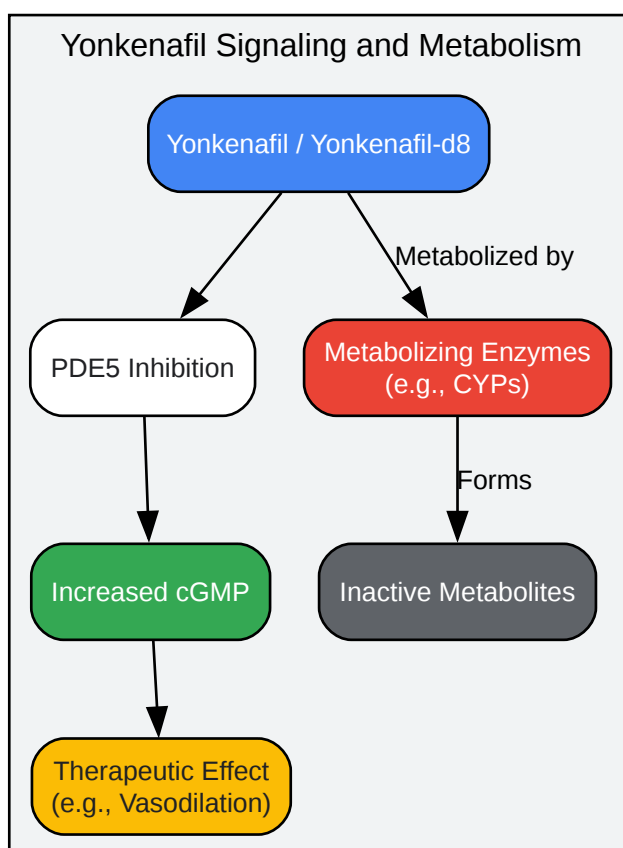 Yonkenafil Signaling and Metabolism
Yonkenafil / Yonkenafil-d8
Metabolized by
PDE5 Inhibition
Metabolizing Enzymes
(e.g., CYPs)
Forms
Increased cGMP
Inactive Metabolites
Therapeutic Effect
(e.g., Vasodilation)